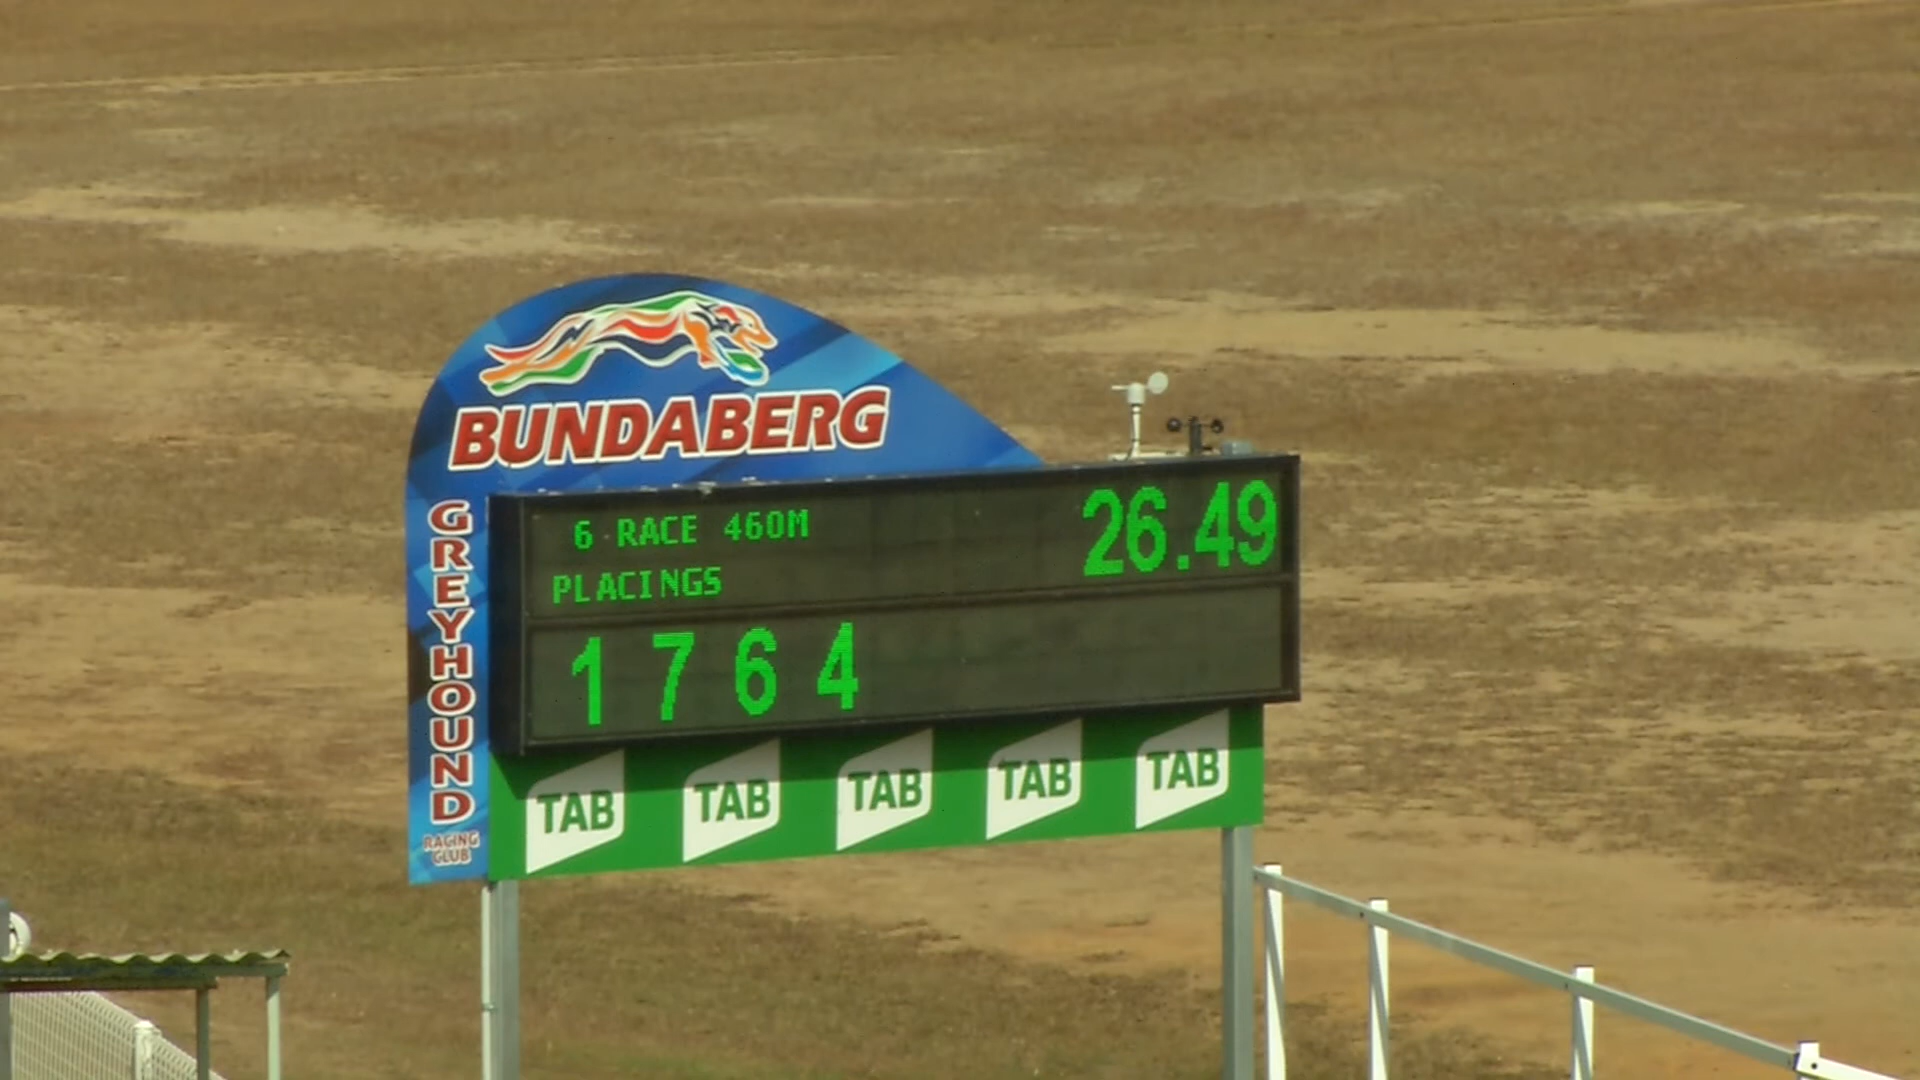 BUNDABERG
GREYHOUND
RACING
CLUB
6 RACE 460M
26.49
PLACINGS
1 7 6 4
TAB TAB TAB TAB TAB